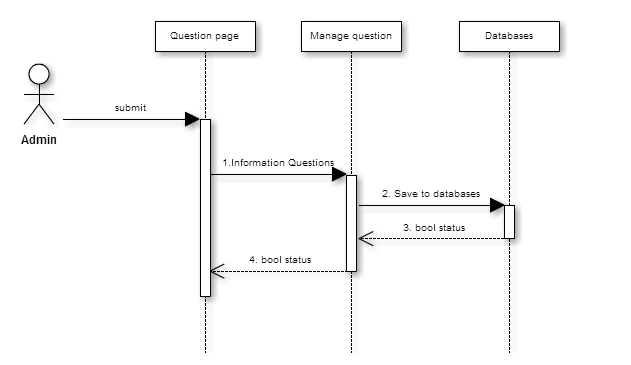 Question page
Manage question
Databases
submit
Admin
1.Information Questions
2. Save to databases
3. bool status
4. bool status